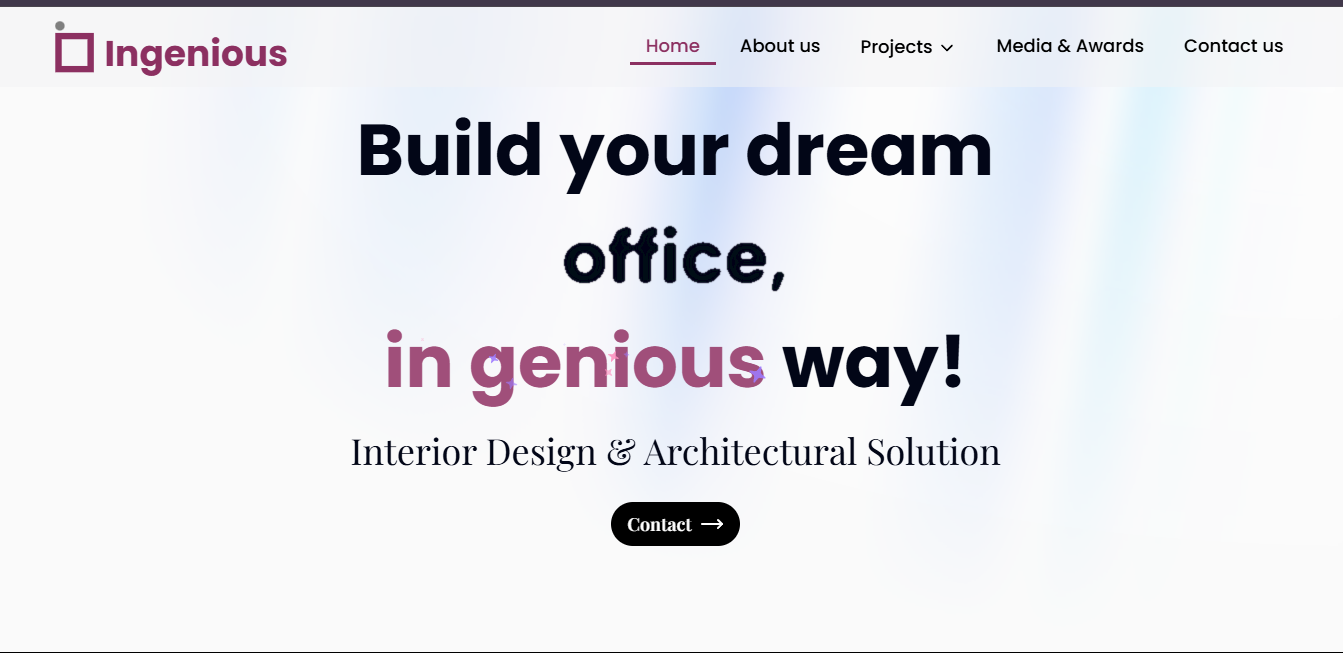 Ingenious
Home About us Projects Media & Awards Contact us
Build your dream
office,
in genious way!
Interior Design & Architectural Solution
Contact